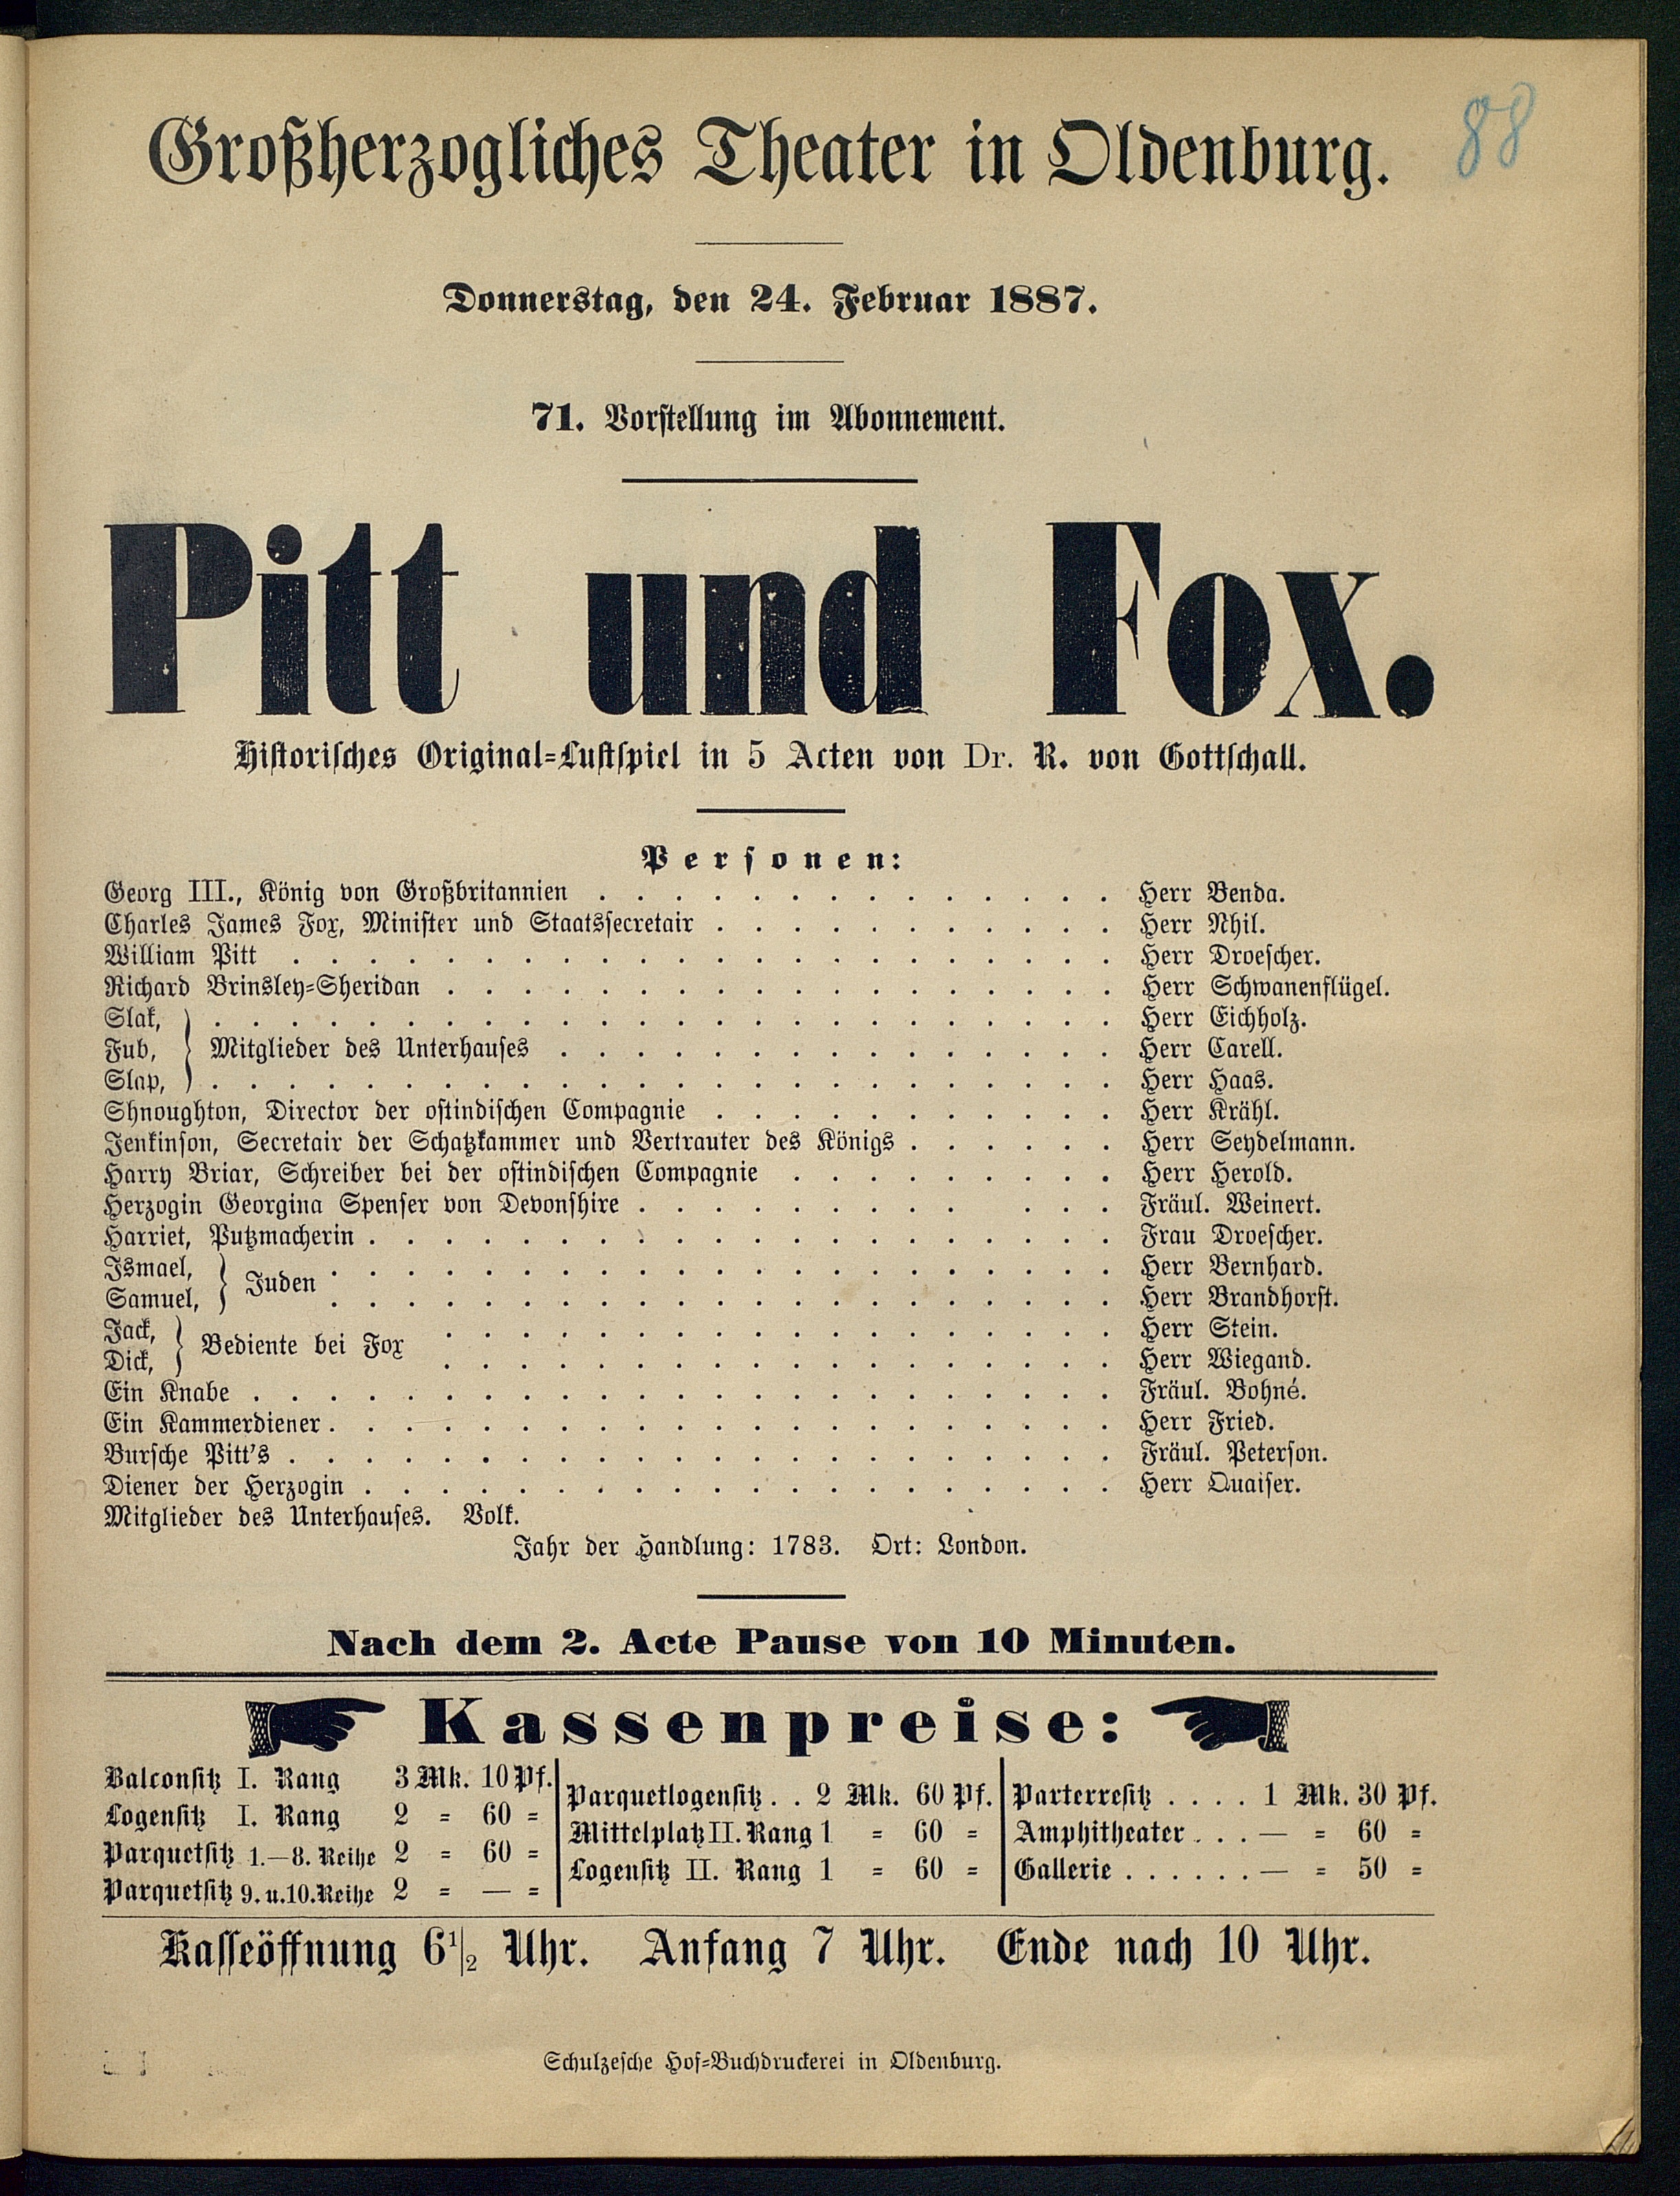 88
Großherzogliches Theater in Oldenburg.
Donnerstag, den 24. Februar 1887.
71. Vorstellung im Abonnement.
Pitt und Fox.
Historisches Original-Lustspiel in 5 Acten von Dr. R. von Gottschall.
Personen:
Georg III., König von Großbritannien . . . . . . . . . . . . . . Herr Benda.
Charles James Fox, Minister und Staatssecretair . . . . . . . . . . . Herr Nhil.
William Pitt . . . . . . . . . . . . . . . . . . . . . . Herr Droescher.
Richard Brinsley-Sheridan . . . . . . . . . . . . . . . . . . Herr Schwanenflügel.
Slak, } . . . . . . . . . . . . . . . . . . . . . . . . Herr Eichholz.
Fub, } Mitglieder des Unterhauses . . . . . . . . . . . . . . . Herr Carell.
Slap, } . . . . . . . . . . . . . . . . . . . . . . . . Herr Haas.
Shnoughton, Director der ostindischen Compagnie . . . . . . . . . . . Herr Krähl.
Jenkinson, Secretair der Schatzkammer und Vertrauter des Königs . . . . . . Herr Seydelmann.
Harry Briar, Schreiber bei der ostindischen Compagnie . . . . . . . . . Herr Herold.
Herzogin Georgina Spenser von Devonshire . . . . . . . . . . . . Fräul. Weinert.
Harriet, Putzmacherin . . . . . . . . . . . . . . . . . . . . Frau Droescher.
Ismael, } Juden . . . . . . . . . . . . . . . . . . . . . Herr Bernhard.
Samuel, } . . . . . . . . . . . . . . . . . . . . . Herr Brandhorst.
Jack, } Bediente bei Fox . . . . . . . . . . . . . . . . . . Herr Stein.
Dick, } . . . . . . . . . . . . . . . . . . Herr Wiegand.
Ein Knabe . . . . . . . . . . . . . . . . . . . . . . . Fräul. Bohné.
Ein Kammerdiener . . . . . . . . . . . . . . . . . . . . . Herr Fried.
Bursche Pitt's . . . . . . . . . . . . . . . . . . . . . . Fräul. Peterson.
Diener der Herzogin . . . . . . . . . . . . . . . . . . . . Herr Quaiser.
Mitglieder des Unterhauses. Volk.
Jahr der Handlung: 1783. Ort: London.
Nach dem 2. Acte Pause von 10 Minuten.
Kassenpreise:
Balconsitz I. Rang 3 Mk. 10 Pf.
Logensitz I. Rang 2 = 60 =
Parquetsitz 1.—8. Reihe 2 = 60 =
Parquetsitz 9. u. 10. Reihe 2 = — =
Parquetlogensitz . . 2 Mk. 60 Pf.
Mittelplatz II. Rang 1 = 60 =
Logensitz II. Rang 1 = 60 =
Parterresitz . . . . 1 Mk. 30 Pf.
Amphitheater . . . — = 60 =
Gallerie . . . . . . — = 50 =
Kasseöffnung 6 1/2 Uhr. Anfang 7 Uhr. Ende nach 10 Uhr.
Schulzesche Hof-Buchdruckerei in Oldenburg.